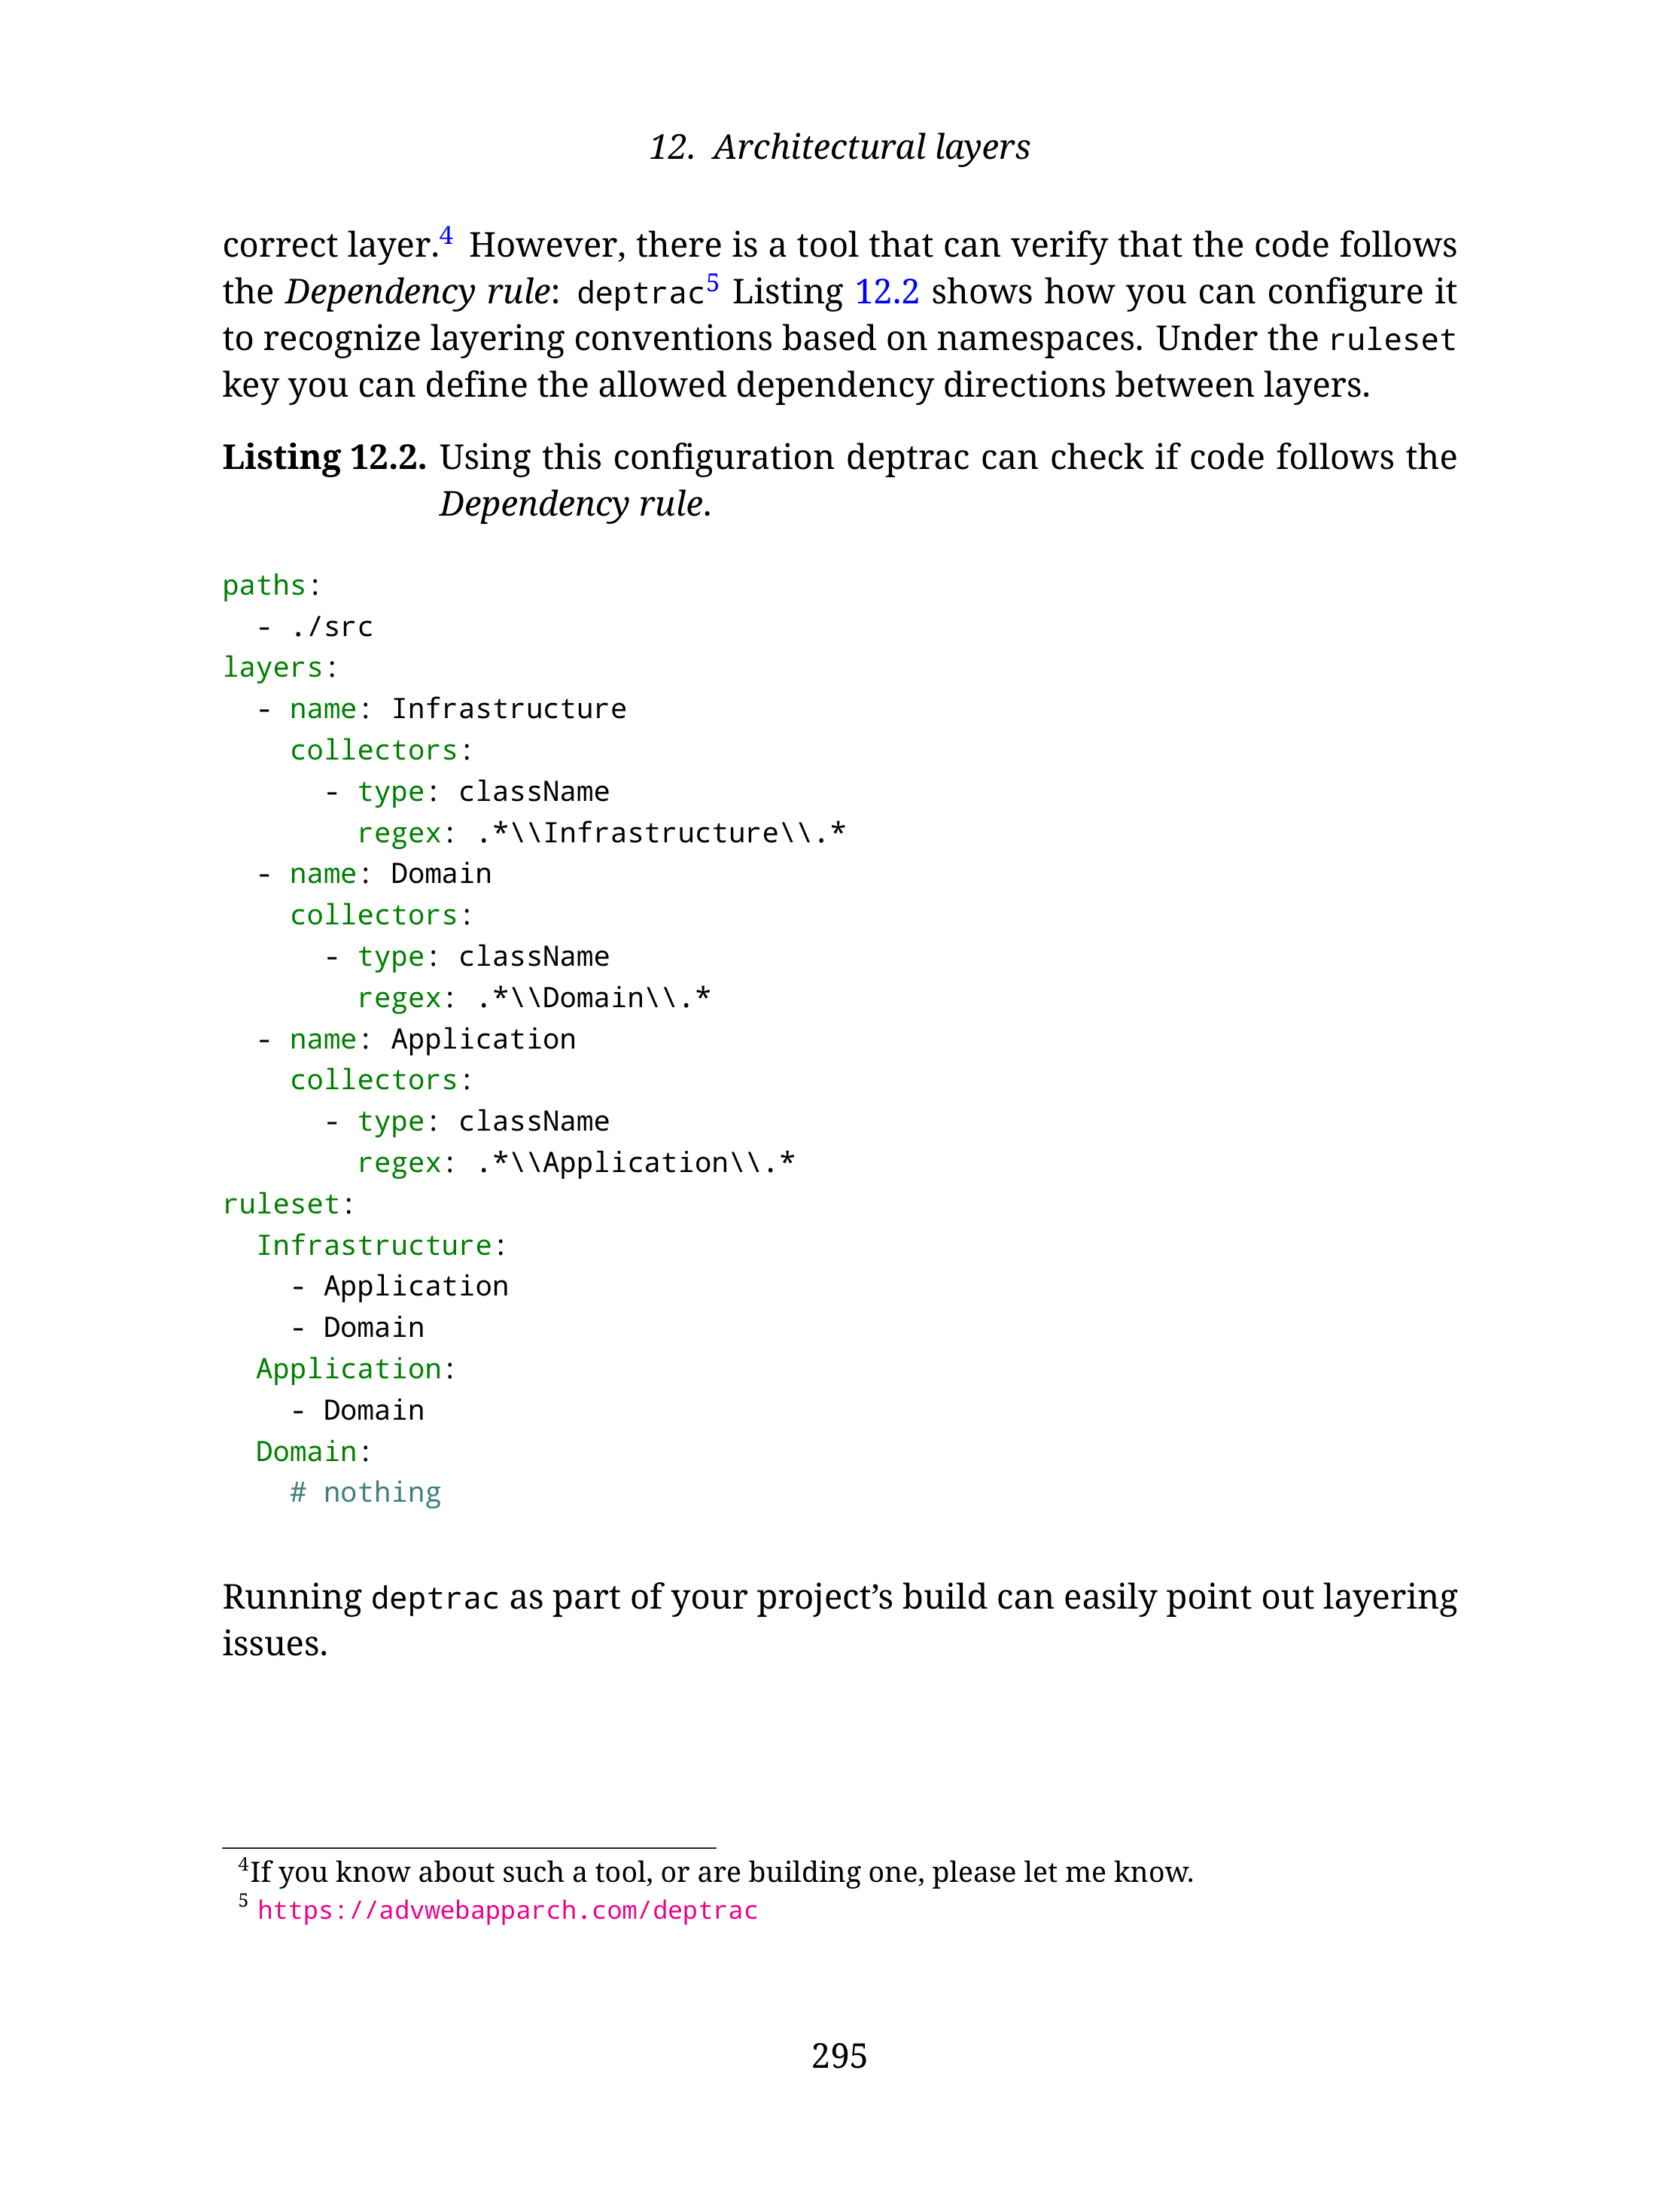 12. Architectural layers
correct layer.4 However, there is a tool that can verify that the code follows
the Dependency rule: deptrac5 Listing 12.2 shows how you can configure it
to recognize layering conventions based on namespaces. Under the ruleset
key you can define the allowed dependency directions between layers.
Listing 12.2. Using this configuration deptrac can check if code follows the
Dependency rule.
paths:
  - ./src
layers:
  - name: Infrastructure
    collectors:
      - type: className
        regex: .*\\Infrastructure\\.*
  - name: Domain
    collectors:
      - type: className
        regex: .*\\Domain\\.*
  - name: Application
    collectors:
      - type: className
        regex: .*\\Application\\.*
ruleset:
  Infrastructure:
    - Application
    - Domain
  Application:
    - Domain
  Domain:
    # nothing
Running deptrac as part of your project’s build can easily point out layering
issues.
4If you know about such a tool, or are building one, please let me know.
5 https://advwebapparch.com/deptrac
295